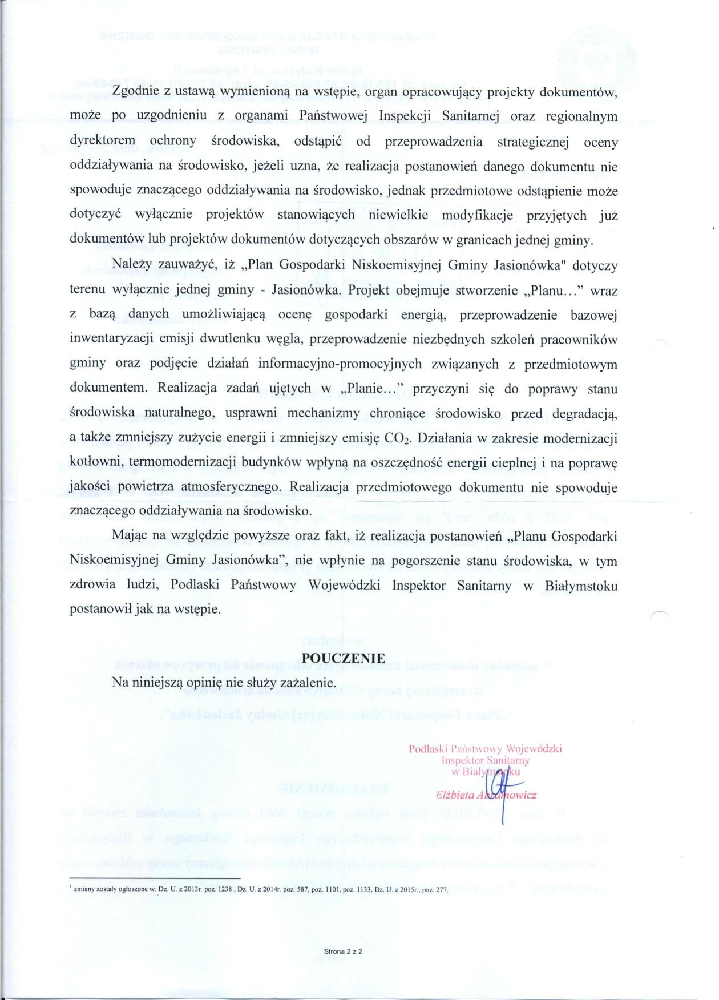 Zgodnie z ustawą wymienioną na wstępie, organ opracowujący projekty dokumentów,
może po uzgodnieniu z organami Państwowej Inspekcji Sanitarnej oraz regionalnym
dyrektorem ochrony środowiska, odstąpić od przeprowadzenia strategicznej oceny
oddziaływania na środowisko, jeżeli uzna, że realizacja postanowień danego dokumentu nie
spowoduje znaczącego oddziaływania na środowisko, jednak przedmiotowe odstąpienie może
dotyczyć wyłącznie projektów stanowiących niewielkie modyfikacje przyjętych już
dokumentów lub projektów dokumentów dotyczących obszarów w granicach jednej gminy.
Należy zauważyć, iż „Plan Gospodarki Niskoemisyjnej Gminy Jasionówka" dotyczy
terenu wyłącznie jednej gminy - Jasionówka. Projekt obejmuje stworzenie „Planu…” wraz
z bazą danych umożliwiającą ocenę gospodarki energią, przeprowadzenie bazowej
inwentaryzacji emisji dwutlenku węgla, przeprowadzenie niezbędnych szkoleń pracowników
gminy oraz podjęcie działań informacyjno-promocyjnych związanych z przedmiotowym
dokumentem. Realizacja zadań ujętych w „Planie…” przyczyni się do poprawy stanu
środowiska naturalnego, usprawni mechanizmy chroniące środowisko przed degradacją,
a także zmniejszy zużycie energii i zmniejszy emisję CO₂. Działania w zakresie modernizacji
kotłowni, termomodernizacji budynków wpłyną na oszczędność energii cieplnej i na poprawę
jakości powietrza atmosferycznego. Realizacja przedmiotowego dokumentu nie spowoduje
znaczącego oddziaływania na środowisko.
Mając na względzie powyższe oraz fakt, iż realizacja postanowień „Planu Gospodarki
Niskoemisyjnej Gminy Jasionówka”, nie wpłynie na pogorszenie stanu środowiska, w tym
zdrowia ludzi, Podlaski Państwowy Wojewódzki Inspektor Sanitarny w Białymstoku
postanowił jak na wstępie.
POUCZENIE
Na niniejszą opinię nie służy zażalenie.
Podlaski Państwowy Wojewódzki
Inspektor Sanitarny
w Białymstoku
Elżbieta Abramowicz
¹ zmiany zostały ogłoszone w: Dz. U. z 2013r. poz. 1238 , Dz. U. z 2014r. poz. 587, poz. 1101, poz. 1133, Dz. U. z 2015r., poz. 277.
Strona 2 z 2